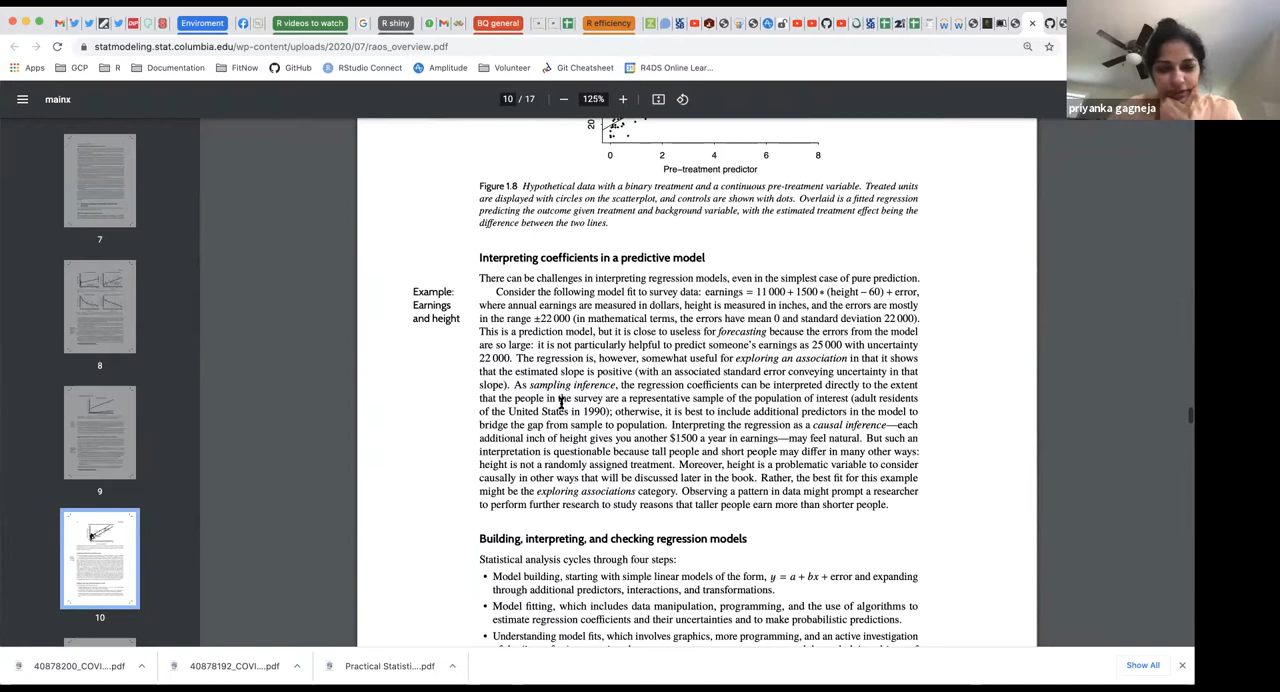 Enviroment
R videos to watch
R shiny
BQ general
R efficiency
statmodeling.stat.columbia.edu/wp-content/uploads/2020/07/raos_overview.pdf
Apps GCP R Documentation FitNow GitHub RStudio Connect Amplitude Volunteer Git Cheatsheet R4DS Online Lear...
priyanka gagneja
mainx
10 / 17
125%
7
8
9
10
20
0 2 4 6 8
Pre-treatment predictor
Figure 1.8 Hypothetical data with a binary treatment and a continuous pre-treatment variable. Treated units
are displayed with circles on the scatterplot, and controls are shown with dots. Overlaid is a fitted regression
predicting the outcome given treatment and background variable, with the estimated treatment effect being the
difference between the two lines.
Interpreting coefficients in a predictive model
There can be challenges in interpreting regression models, even in the simplest case of pure prediction.
Example:
Earnings
and height
Consider the following model fit to survey data: earnings = 11 000 + 1500 * (height − 60) + error,
where annual earnings are measured in dollars, height is measured in inches, and the errors are mostly
in the range ±22 000 (in mathematical terms, the errors have mean 0 and standard deviation 22 000).
This is a prediction model, but it is close to useless for forecasting because the errors from the model
are so large: it is not particularly helpful to predict someone's earnings as 25 000 with uncertainty
22 000. The regression is, however, somewhat useful for exploring an association in that it shows
that the estimated slope is positive (with an associated standard error conveying uncertainty in that
slope). As sampling inference, the regression coefficients can be interpreted directly to the extent
that the people in the survey are a representative sample of the population of interest (adult residents
of the United States in 1990); otherwise, it is best to include additional predictors in the model to
bridge the gap from sample to population. Interpreting the regression as a causal inference—each
additional inch of height gives you another $1500 a year in earnings—may feel natural. But such an
interpretation is questionable because tall people and short people may differ in many other ways:
height is not a randomly assigned treatment. Moreover, height is a problematic variable to consider
causally in other ways that will be discussed later in the book. Rather, the best fit for this example
might be the exploring associations category. Observing a pattern in data might prompt a researcher
to perform further research to study reasons that taller people earn more than shorter people.
Building, interpreting, and checking regression models
Statistical analysis cycles through four steps:
• Model building, starting with simple linear models of the form, y = a + bx + error and expanding
through additional predictors, interactions, and transformations.
• Model fitting, which includes data manipulation, programming, and the use of algorithms to
estimate regression coefficients and their uncertainties and to make probabilistic predictions.
• Understanding model fits, which involves graphics, more programming, and an active investigation
40878200_COVI....pdf
40878192_COVI....pdf
Practical Statisti....pdf
Show All